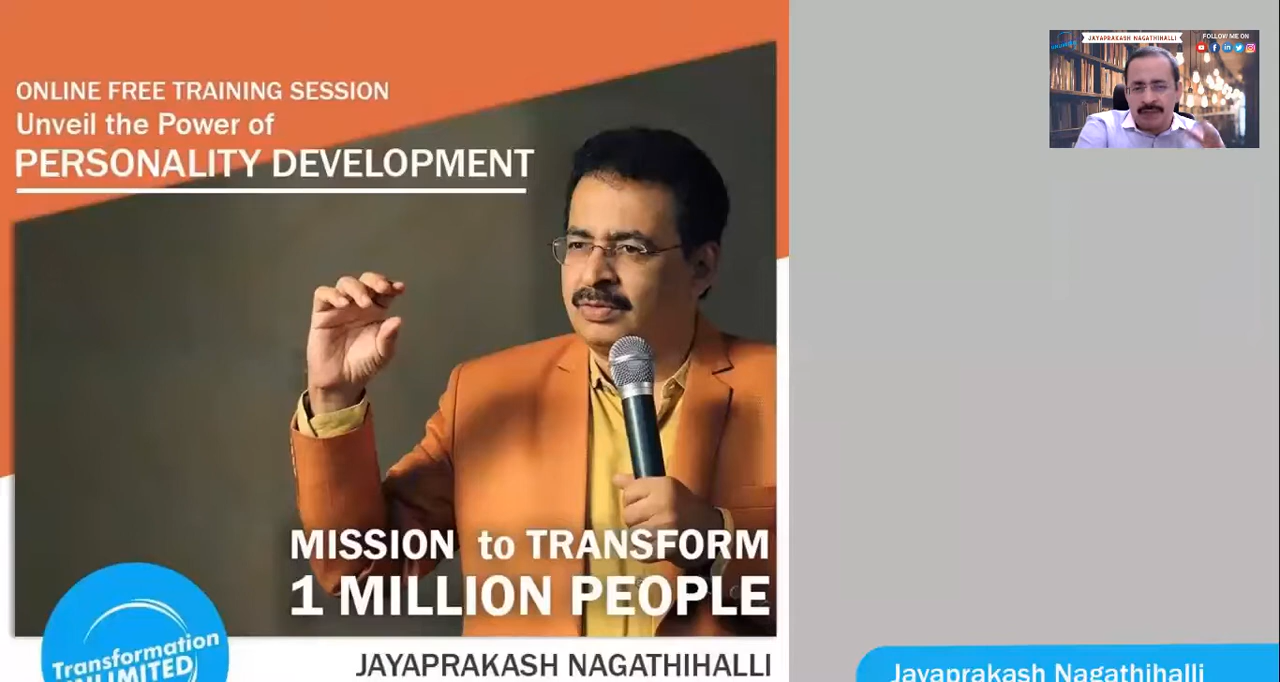 ONLINE FREE TRAINING SESSION
Unveil the Power of
PERSONALITY DEVELOPMENT
MISSION to TRANSFORM
1 MILLION PEOPLE
Transformation
UNLIMITED
JAYAPRAKASH NAGATHIHALLI
JAYAPRAKASH NAGATHIHALLI
FOLLOW ME ON
Jayaprakash Nagathihalli